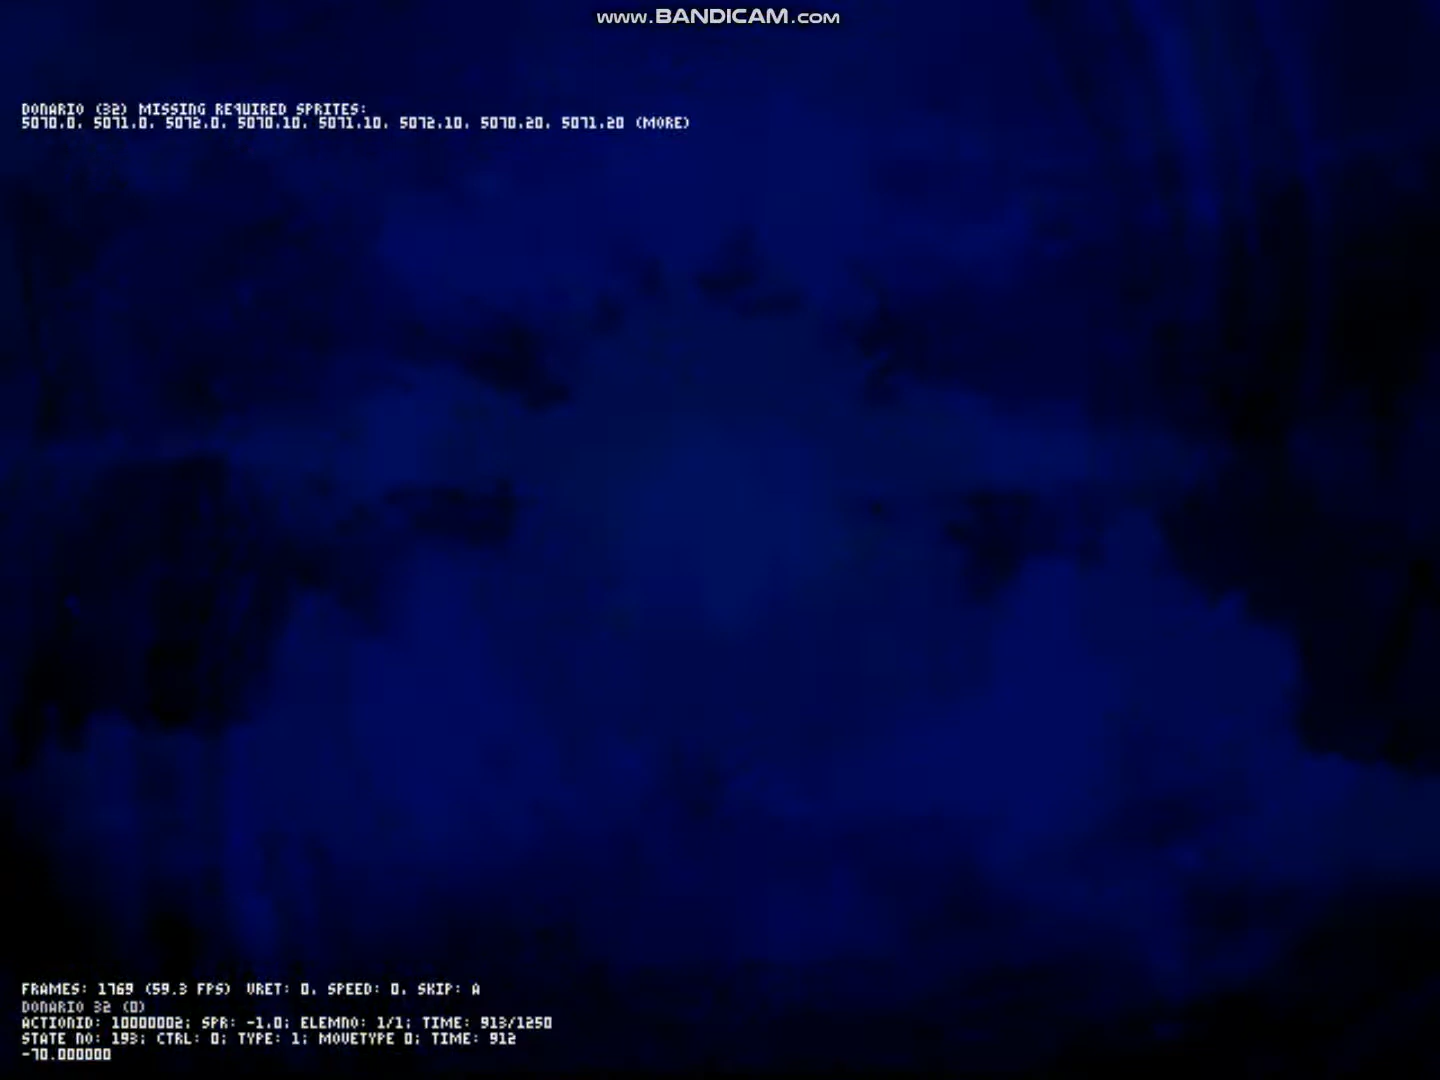 www.BANDICAM.com
DONARIO (32) MISSING REQUIRED SPRITES:
5070.0, 5071.0, 5072.0, 5070.10, 5071.10, 5072.10, 5070.20, 5071.20 (MORE)
FRAMES: 1769 (59.3 FPS) VRET: 0, SPEED: 0, SKIP: A
DONARIO 32 (0)
ACTIONID: 10000002; SPR: -1.0; ELEMNO: 1/1; TIME: 913/1250
STATE NO: 193; CTRL: 0; TYPE: 1; MOVETYPE 0; TIME: 912
-70.000000